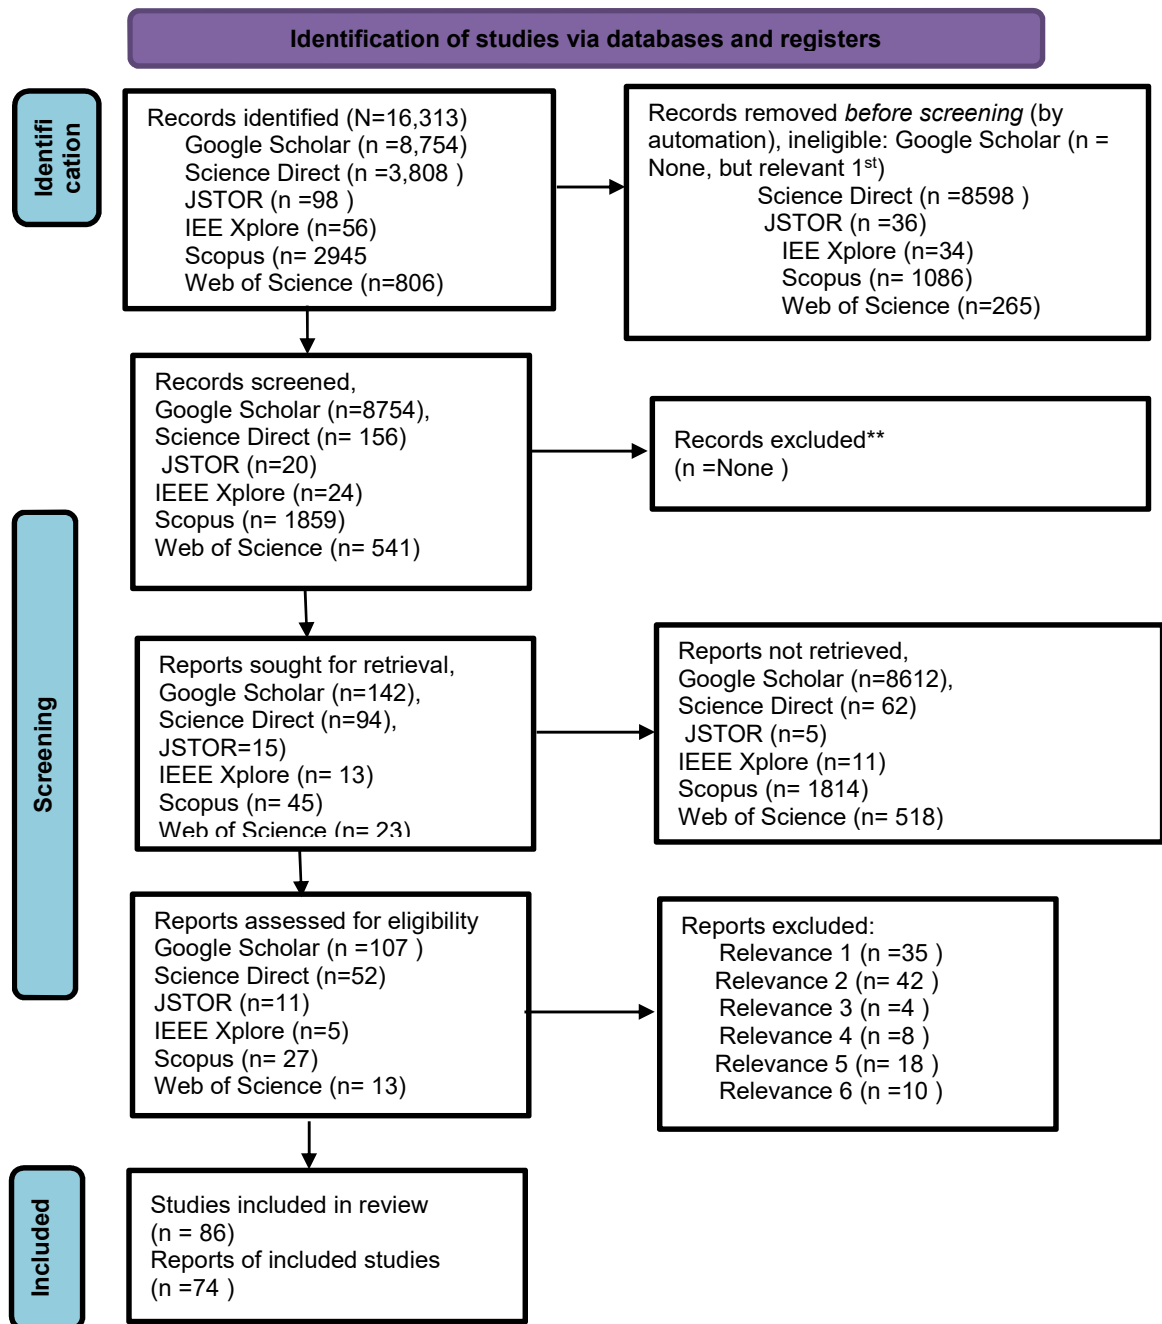 Identification of studies via databases and registers
Identifi
cation
Records identified (N=16,313)
Google Scholar (n =8,754)
Science Direct (n =3,808 )
JSTOR (n =98 )
IEE Xplore (n=56)
Scopus (n= 2945
Web of Science (n=806)
Records removed before screening (by
automation), ineligible: Google Scholar (n =
None, but relevant 1st)
Science Direct (n =8598 )
JSTOR (n =36)
IEE Xplore (n=34)
Scopus (n= 1086)
Web of Science (n=265)
Screening
Records screened,
Google Scholar (n=8754),
Science Direct (n= 156)
JSTOR (n=20)
IEEE Xplore (n=24)
Scopus (n= 1859)
Web of Science (n= 541)
Records excluded**
(n =None )
Reports sought for retrieval,
Google Scholar (n=142),
Science Direct (n=94),
JSTOR=15)
IEEE Xplore (n= 13)
Scopus (n= 45)
Web of Science (n= 23)
Reports not retrieved,
Google Scholar (n=8612),
Science Direct (n= 62)
JSTOR (n=5)
IEEE Xplore (n=11)
Scopus (n= 1814)
Web of Science (n= 518)
Reports assessed for eligibility
Google Scholar (n =107 )
Science Direct (n=52)
JSTOR (n=11)
IEEE Xplore (n=5)
Scopus (n= 27)
Web of Science (n= 13)
Reports excluded:
Relevance 1 (n =35 )
Relevance 2 (n= 42 )
Relevance 3 (n =4 )
Relevance 4 (n =8 )
Relevance 5 (n= 18 )
Relevance 6 (n =10 )
Included
Studies included in review
(n = 86)
Reports of included studies
(n =74 )